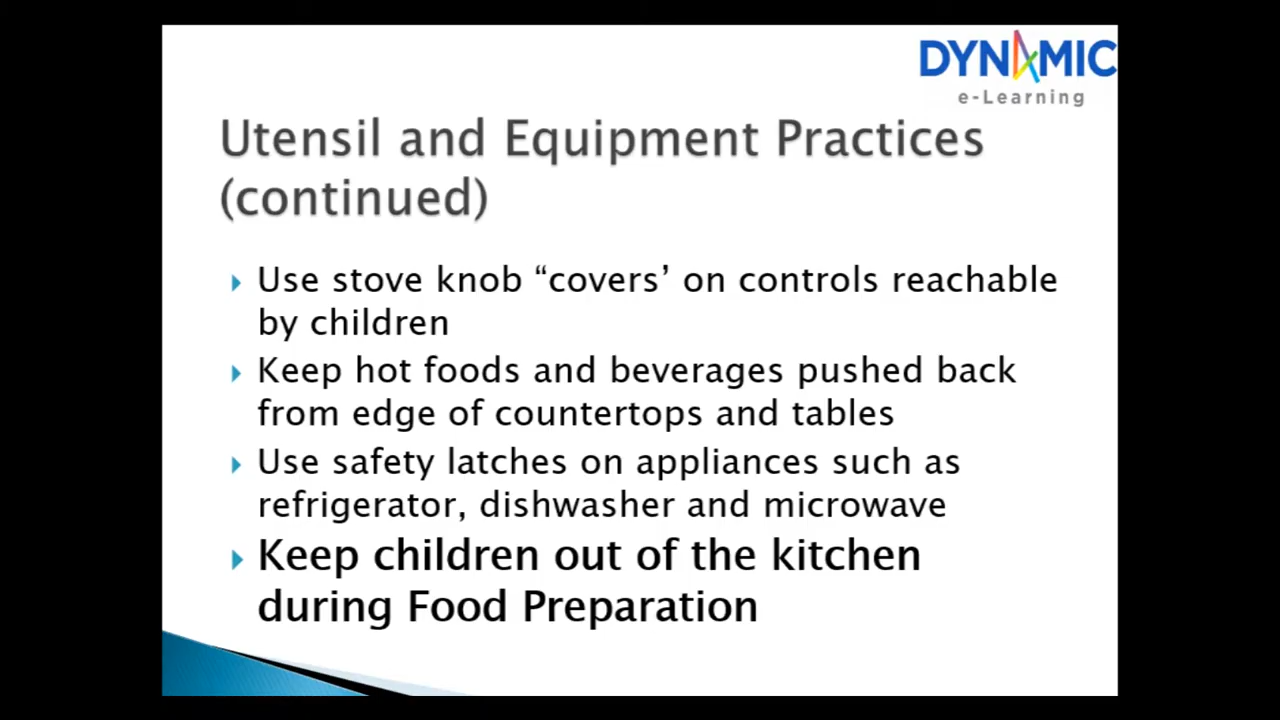 DYNAMIC
e-Learning
Utensil and Equipment Practices
(continued)
Use stove knob “covers’ on controls reachable
by children
Keep hot foods and beverages pushed back
from edge of countertops and tables
Use safety latches on appliances such as
refrigerator, dishwasher and microwave
Keep children out of the kitchen
during Food Preparation